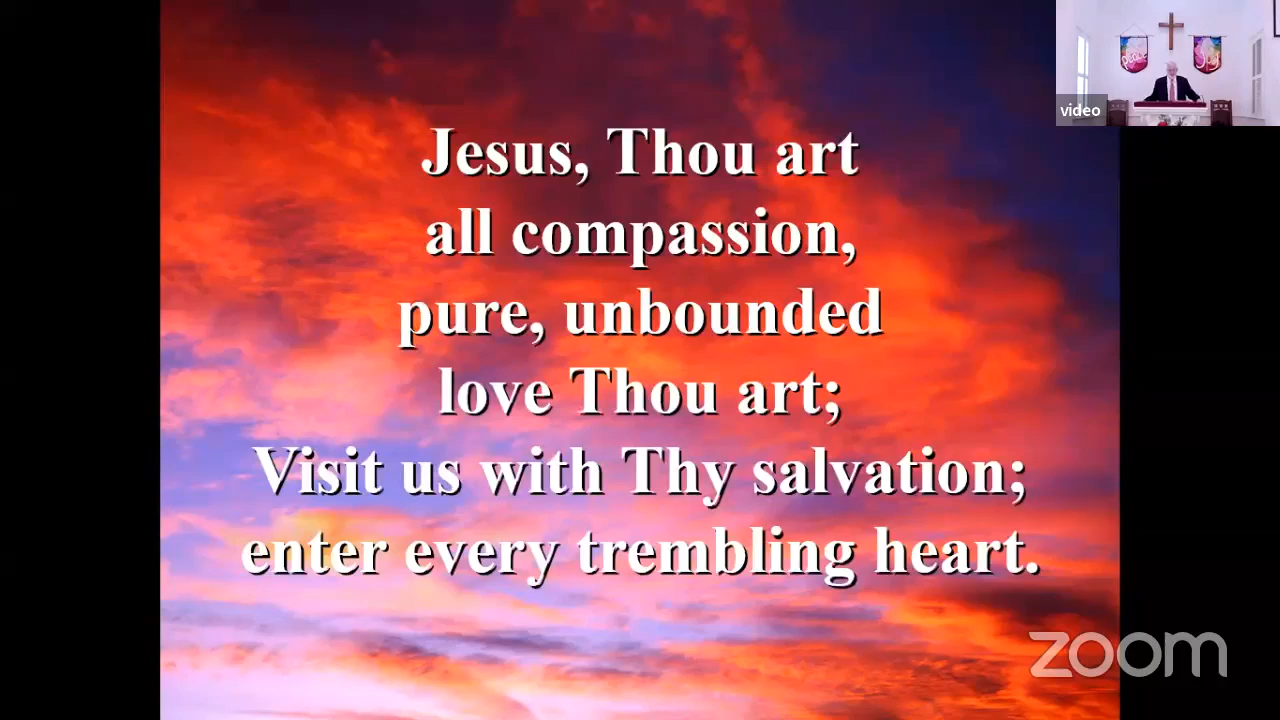 Jesus, Thou art
all compassion,
pure, unbounded
love Thou art;
Visit us with Thy salvation;
enter every trembling heart.
video
zoom